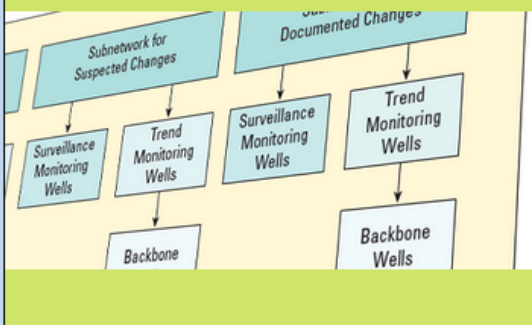 Subnetwork for
Suspected Changes
Documented Changes
Surveillance
Monitoring
Wells
Trend
Monitoring
Wells
Surveillance
Monitoring
Wells
Trend
Monitoring
Wells
Backbone
Backbone
Wells